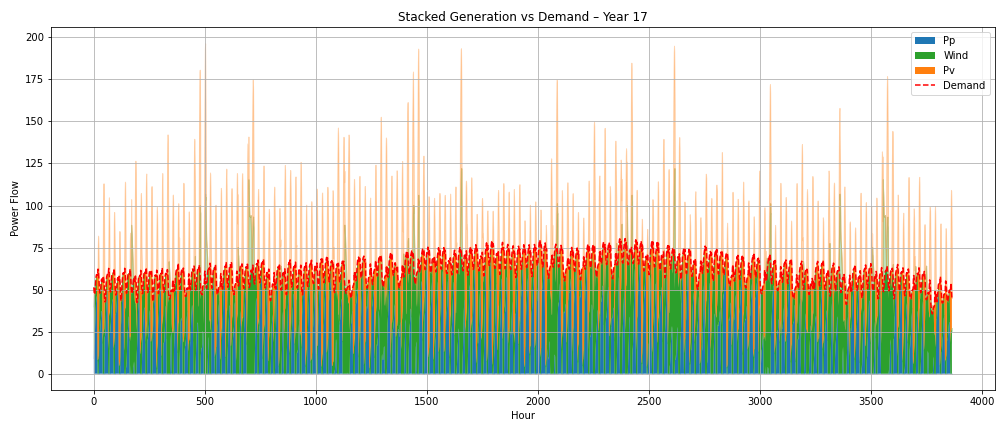 Stacked Generation vs Demand – Year 17
Power Flow
200
175
150
125
100
75
50
25
0
Pp
Wind
Pv
Demand
0
500
1000
1500
2000
2500
3000
3500
4000
Hour